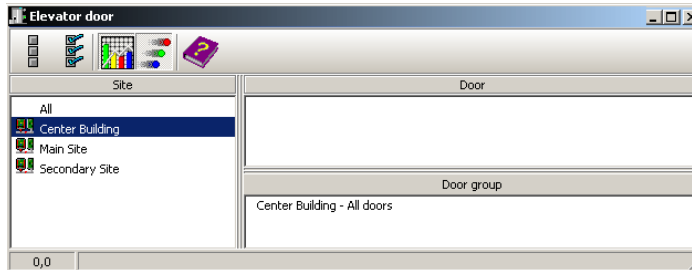 Elevator door
Site
Door
All
Center Building
Main Site
Secondary Site
Door group
Center Building - All doors
0,0